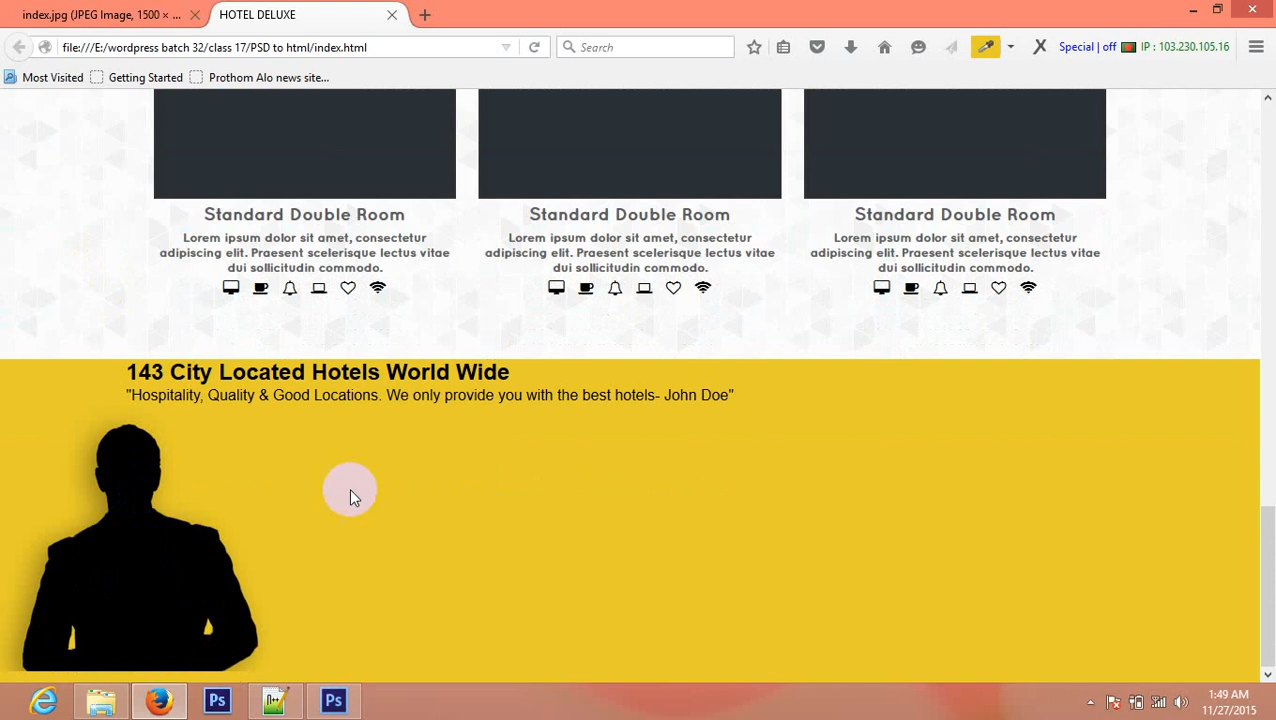 index.jpg (JPEG Image, 1500 × ...
HOTEL DELUXE
file:///E:/wordpress batch 32/class 17/PSD to html/index.html
Search
Special | off
IP : 103.230.105.16
Most Visited
Getting Started
Prothom Alo news site...
Standard Double Room
Lorem ipsum dolor sit amet, consectetur
adipiscing elit. Praesent scelerisque lectus vitae
dui sollicitudin commodo.
Standard Double Room
Lorem ipsum dolor sit amet, consectetur
adipiscing elit. Praesent scelerisque lectus vitae
dui sollicitudin commodo.
Standard Double Room
Lorem ipsum dolor sit amet, consectetur
adipiscing elit. Praesent scelerisque lectus vitae
dui sollicitudin commodo.
143 City Located Hotels World Wide
"Hospitality, Quality & Good Locations. We only provide you with the best hotels- John Doe"
Ps
Ps
1:49 AM
11/27/2015